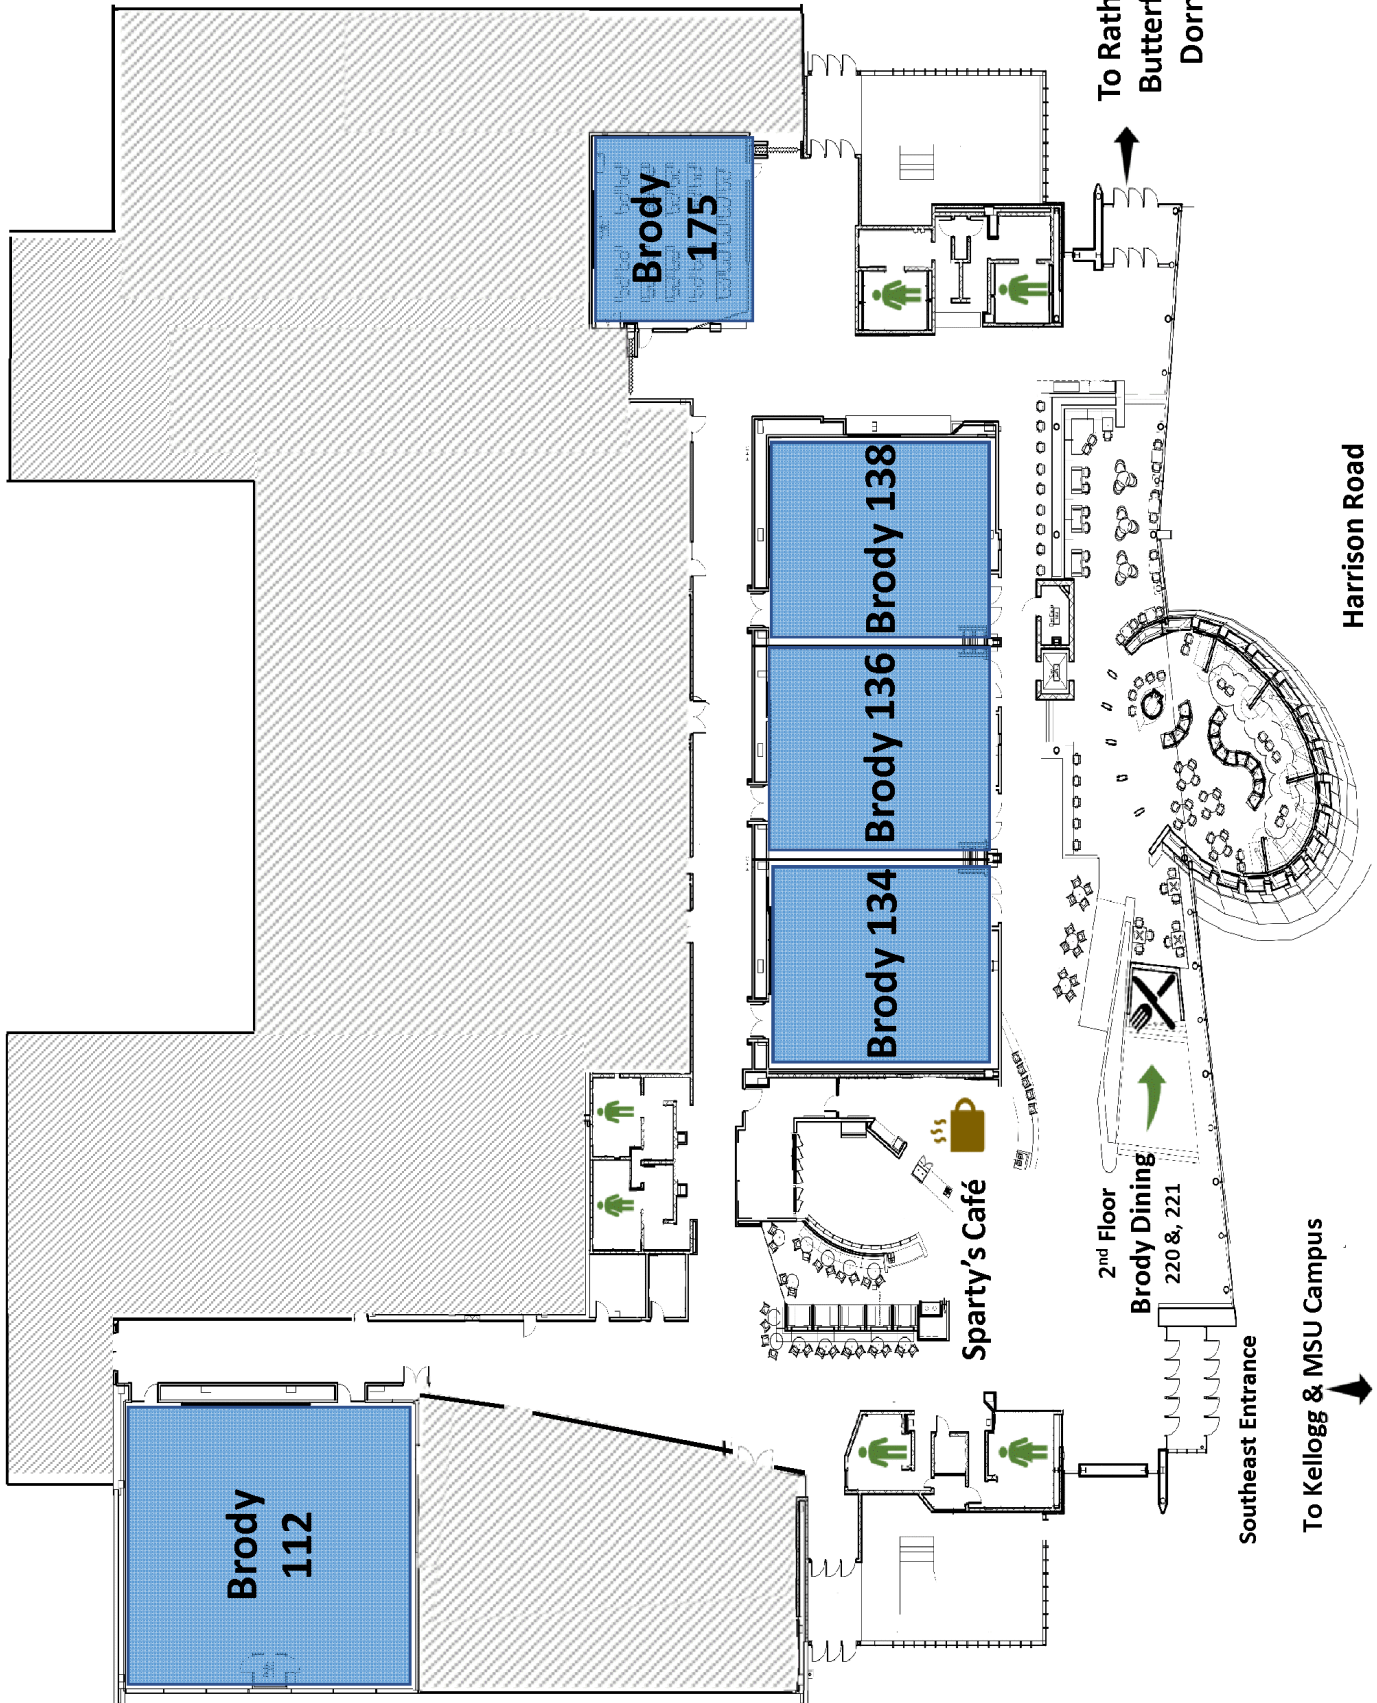 Brody
112
Brody
175
Brody 134
Brody 136
Brody 138
Sparty's Café
2nd Floor
Brody Dining
220 &, 221
Southeast Entrance
To Kellogg & MSU Campus
Harrison Road
To Rath
Butterf
Dorr